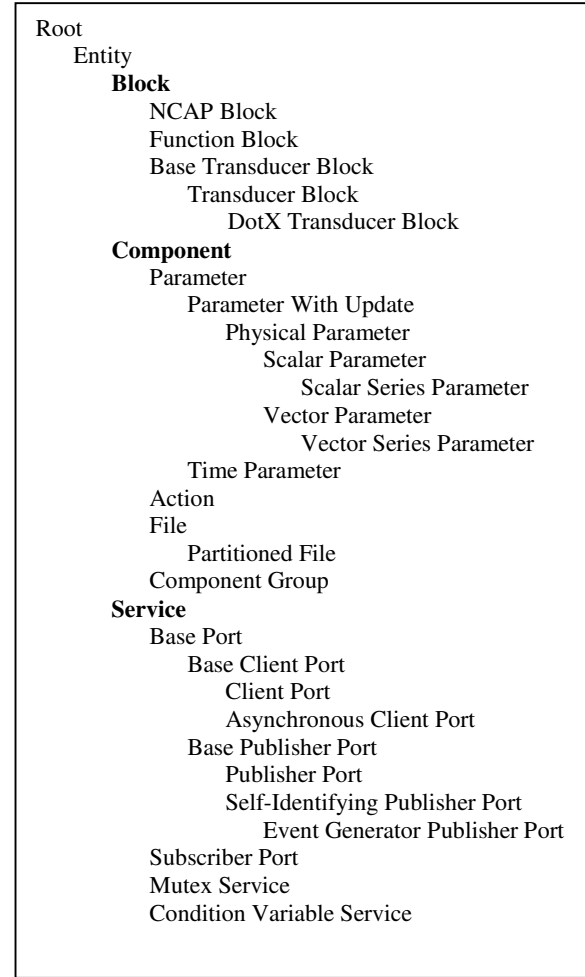 Root
Entity
Block
NCAP Block
Function Block
Base Transducer Block
Transducer Block
DotX Transducer Block
Component
Parameter
Parameter With Update
Physical Parameter
Scalar Parameter
Scalar Series Parameter
Vector Parameter
Vector Series Parameter
Time Parameter
Action
File
Partitioned File
Component Group
Service
Base Port
Base Client Port
Client Port
Asynchronous Client Port
Base Publisher Port
Publisher Port
Self-Identifying Publisher Port
Event Generator Publisher Port
Subscriber Port
Mutex Service
Condition Variable Service